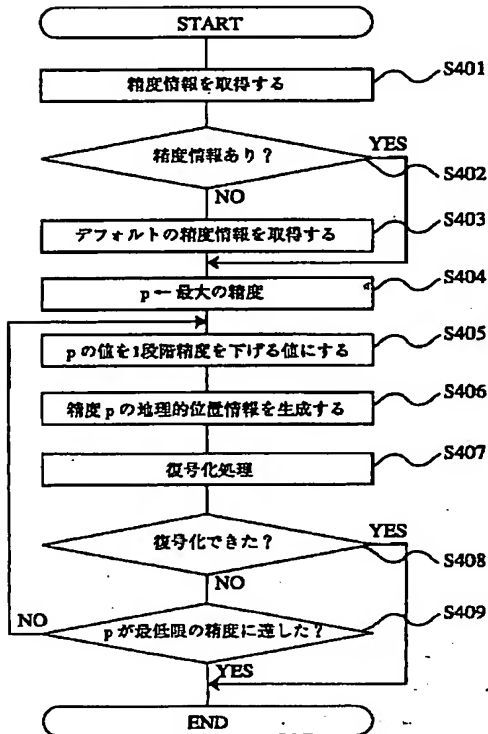 START
精度情報を取得する
S401
精度情報あり?
YES
S402
NO
デフォルトの精度情報を取得する
S403
p←最大の精度
S404
pの値を1段階精度を下げる値にする
S405
精度pの地理的位置情報を生成する
S406
復号化処理
S407
復号化できた?
YES
S408
NO
pが最低限の精度に達した?
NO
S409
YES
END